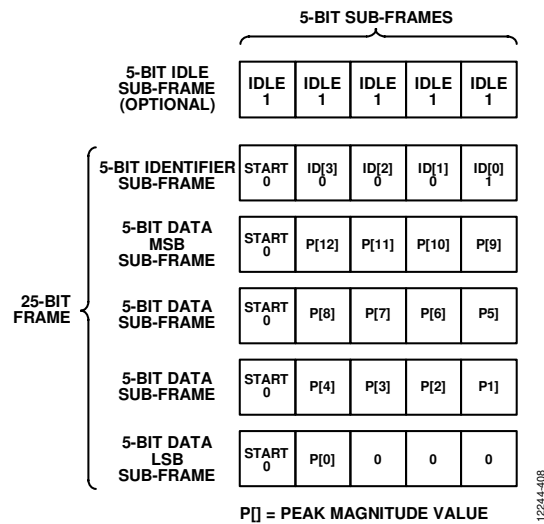 5-BIT SUB-FRAMES
5-BIT IDLE
SUB-FRAME
(OPTIONAL)
IDLE
1
IDLE
1
IDLE
1
IDLE
1
IDLE
1
25-BIT
FRAME
5-BIT IDENTIFIER
SUB-FRAME
START
0
ID[3]
0
ID[2]
0
ID[1]
0
ID[0]
1
5-BIT DATA
MSB
SUB-FRAME
START
0
P[12]
P[11]
P[10]
P[9]
5-BIT DATA
SUB-FRAME
START
0
P[8]
P[7]
P[6]
P5]
5-BIT DATA
SUB-FRAME
START
0
P[4]
P[3]
P[2]
P1]
5-BIT DATA
LSB
SUB-FRAME
START
0
P[0]
0
0
0
P[] = PEAK MAGNITUDE VALUE
12244-408